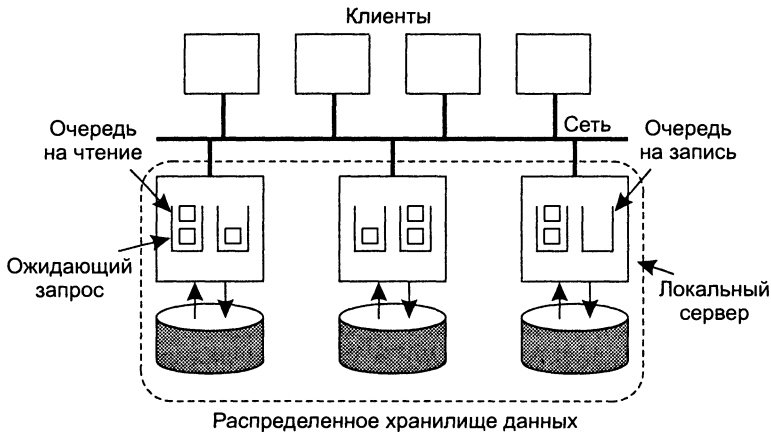 Клиенты
Сеть
Очередь
на чтение
Очередь
на запись
Ожидающий
запрос
Локальный
сервер
Распределенное хранилище данных